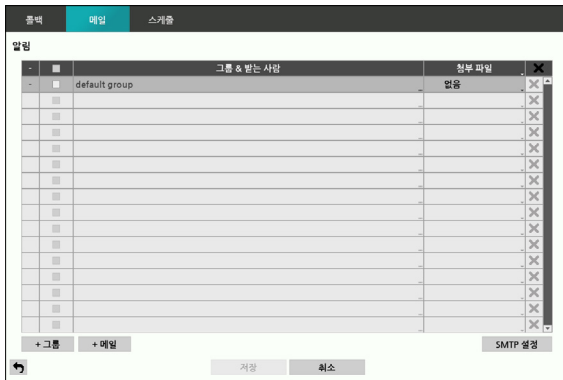 콜백 메일 스케줄
알림
- 그룹 & 받는 사람 첨부 파일
- default group 없음
+ 그룹 + 메일 SMTP 설정
저장 취소